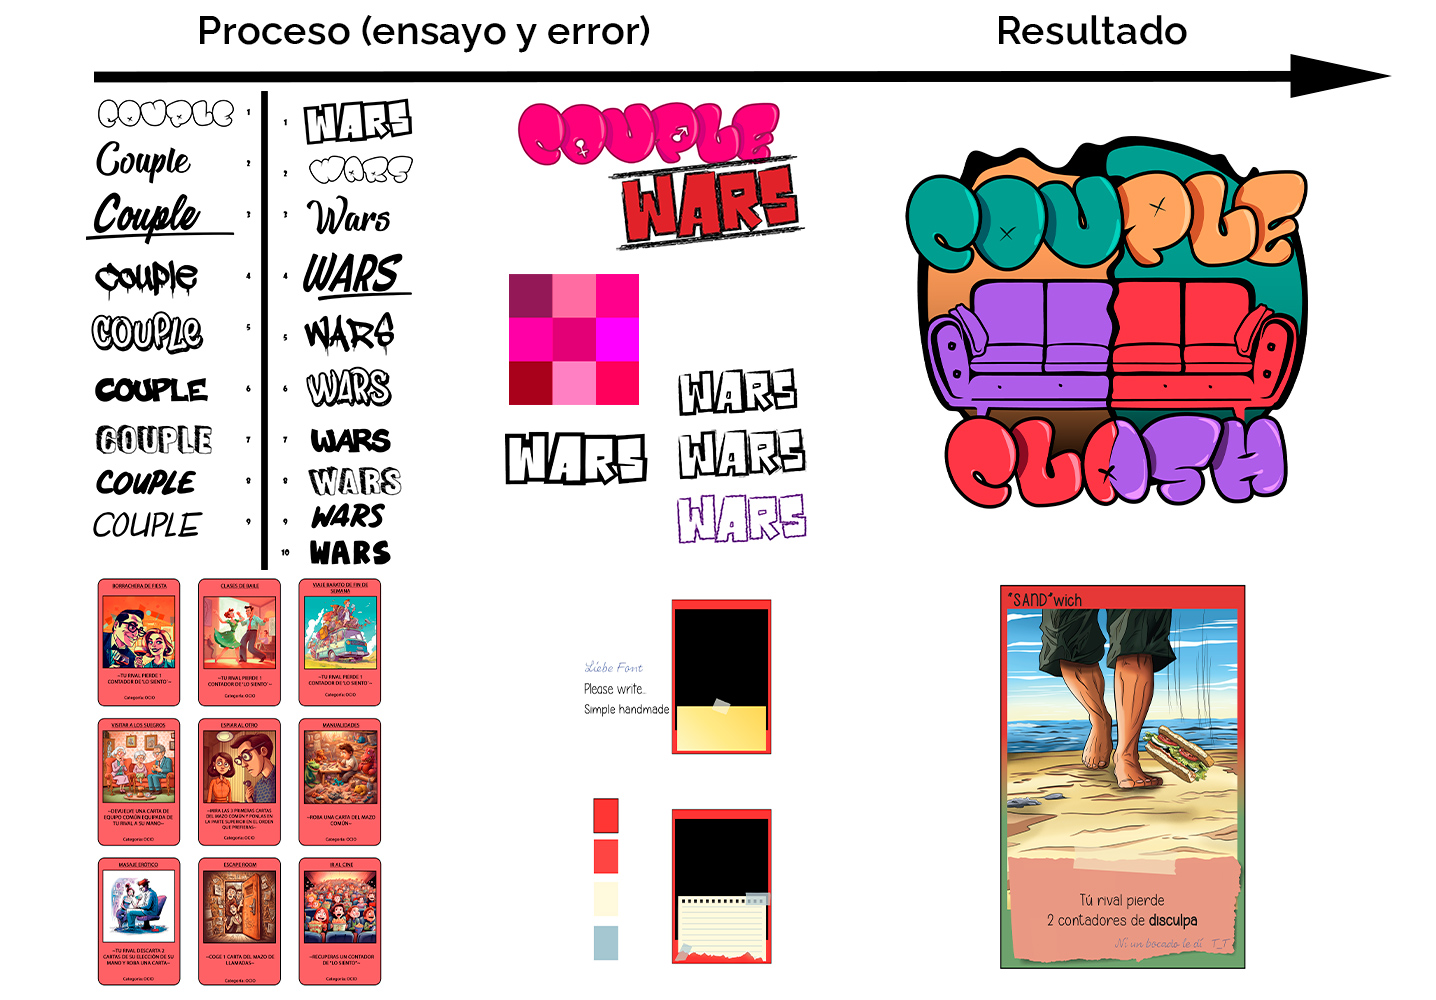 Proceso (ensayo y error)
Resultado
COUPLE 1
Couple 2
Couple 3
couple 4
COUPLE 5
COUPLE 6
COUPLE 7
COUPLE 8
COUPLE 9
1 WARS
2 WARS
3 Wars
4 WARS
5 WARS
6 WARS
7 WARS
8 WARS
9 WARS
10 WARS
COUPLE
WARS
WARS
WARS
WARS
WARS
COUPLE
CLASH
BORRACHERA DE FIESTA
~TU RIVAL PIERDE 1
CONTADOR DE "LO SIENTO"~
Categoría: OCIO
CLASES DE BAILE
~TU RIVAL PIERDE 1
CONTADOR DE "LO SIENTO"~
Categoría: OCIO
VIAJE BARATO DE FIN DE
SEMANA
~TU RIVAL PIERDE 1
CONTADOR DE "LO SIENTO"~
Categoría: OCIO
VISITAR A LOS SUEGROS
~DEVUELVE UNA CARTA DE
EQUIPO COMÚN EQUIPADA DE
TU RIVAL A SU MANO~
Categoría: OCIO
ESPIAR AL OTRO
~MIRA LAS 3 PRIMERAS CARTAS
DEL MAZO COMÚN Y PONLAS EN
LA PARTE SUPERIOR EN EL ORDEN
QUE PREFIERAS~
Categoría: OCIO
MANUALIDADES
~ROBA UNA CARTA DEL MAZO
COMÚN~
Categoría: OCIO
MASAJE ERÓTICO
~TU RIVAL DESCARTA 2
CARTAS DE SU ELECCIÓN DE SU
MANO Y ROBA UNA CARTA~
Categoría: OCIO
ESCAPE ROOM
~COGE 1 CARTA DEL MAZO DE
LLAMADAS~
Categoría: OCIO
IR AL CINE
~RECUPERAS UN CONTADOR
DE "LO SIENTO"~
Categoría: OCIO
Liebe Font
Please write..
Simple handmade
"SAND"wich
Tú rival pierde
2 contadores de disculpa
Ni un bocado le dí T_T